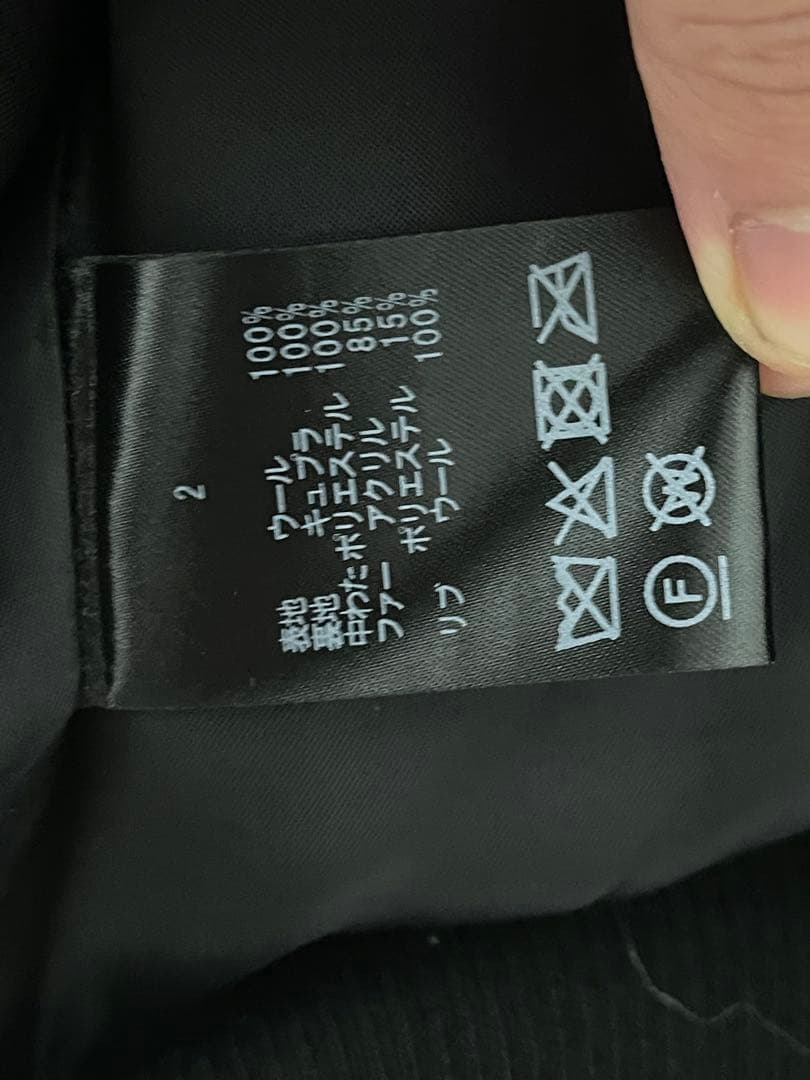 2
表地 ウール 100%
裏地 キュプラ 100%
中わた ポリエステル 100%
ファー アクリル 85%
ポリエステル 15%
リブ ウール 100%
F W